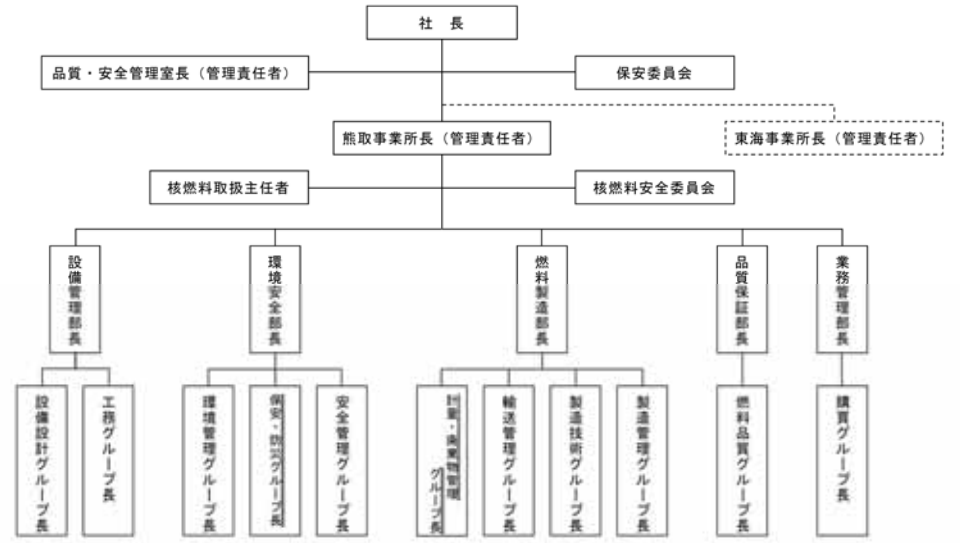 社　長
品質・安全管理室長（管理責任者）
保安委員会
熊取事業所長（管理責任者）
東海事業所長（管理責任者）
核燃料取扱主任者
核燃料安全委員会
設備管理部長
環境安全部長
燃料製造部長
品質保証部長
業務管理部長
設備設計グループ長
工務グループ長
環境管理グループ長
保安・防災グループ長
安全管理グループ長
計量・廃棄物管理
グループ長
輸送管理グループ長
製造技術グループ長
製造管理グループ長
燃料品質グループ長
購買グループ長